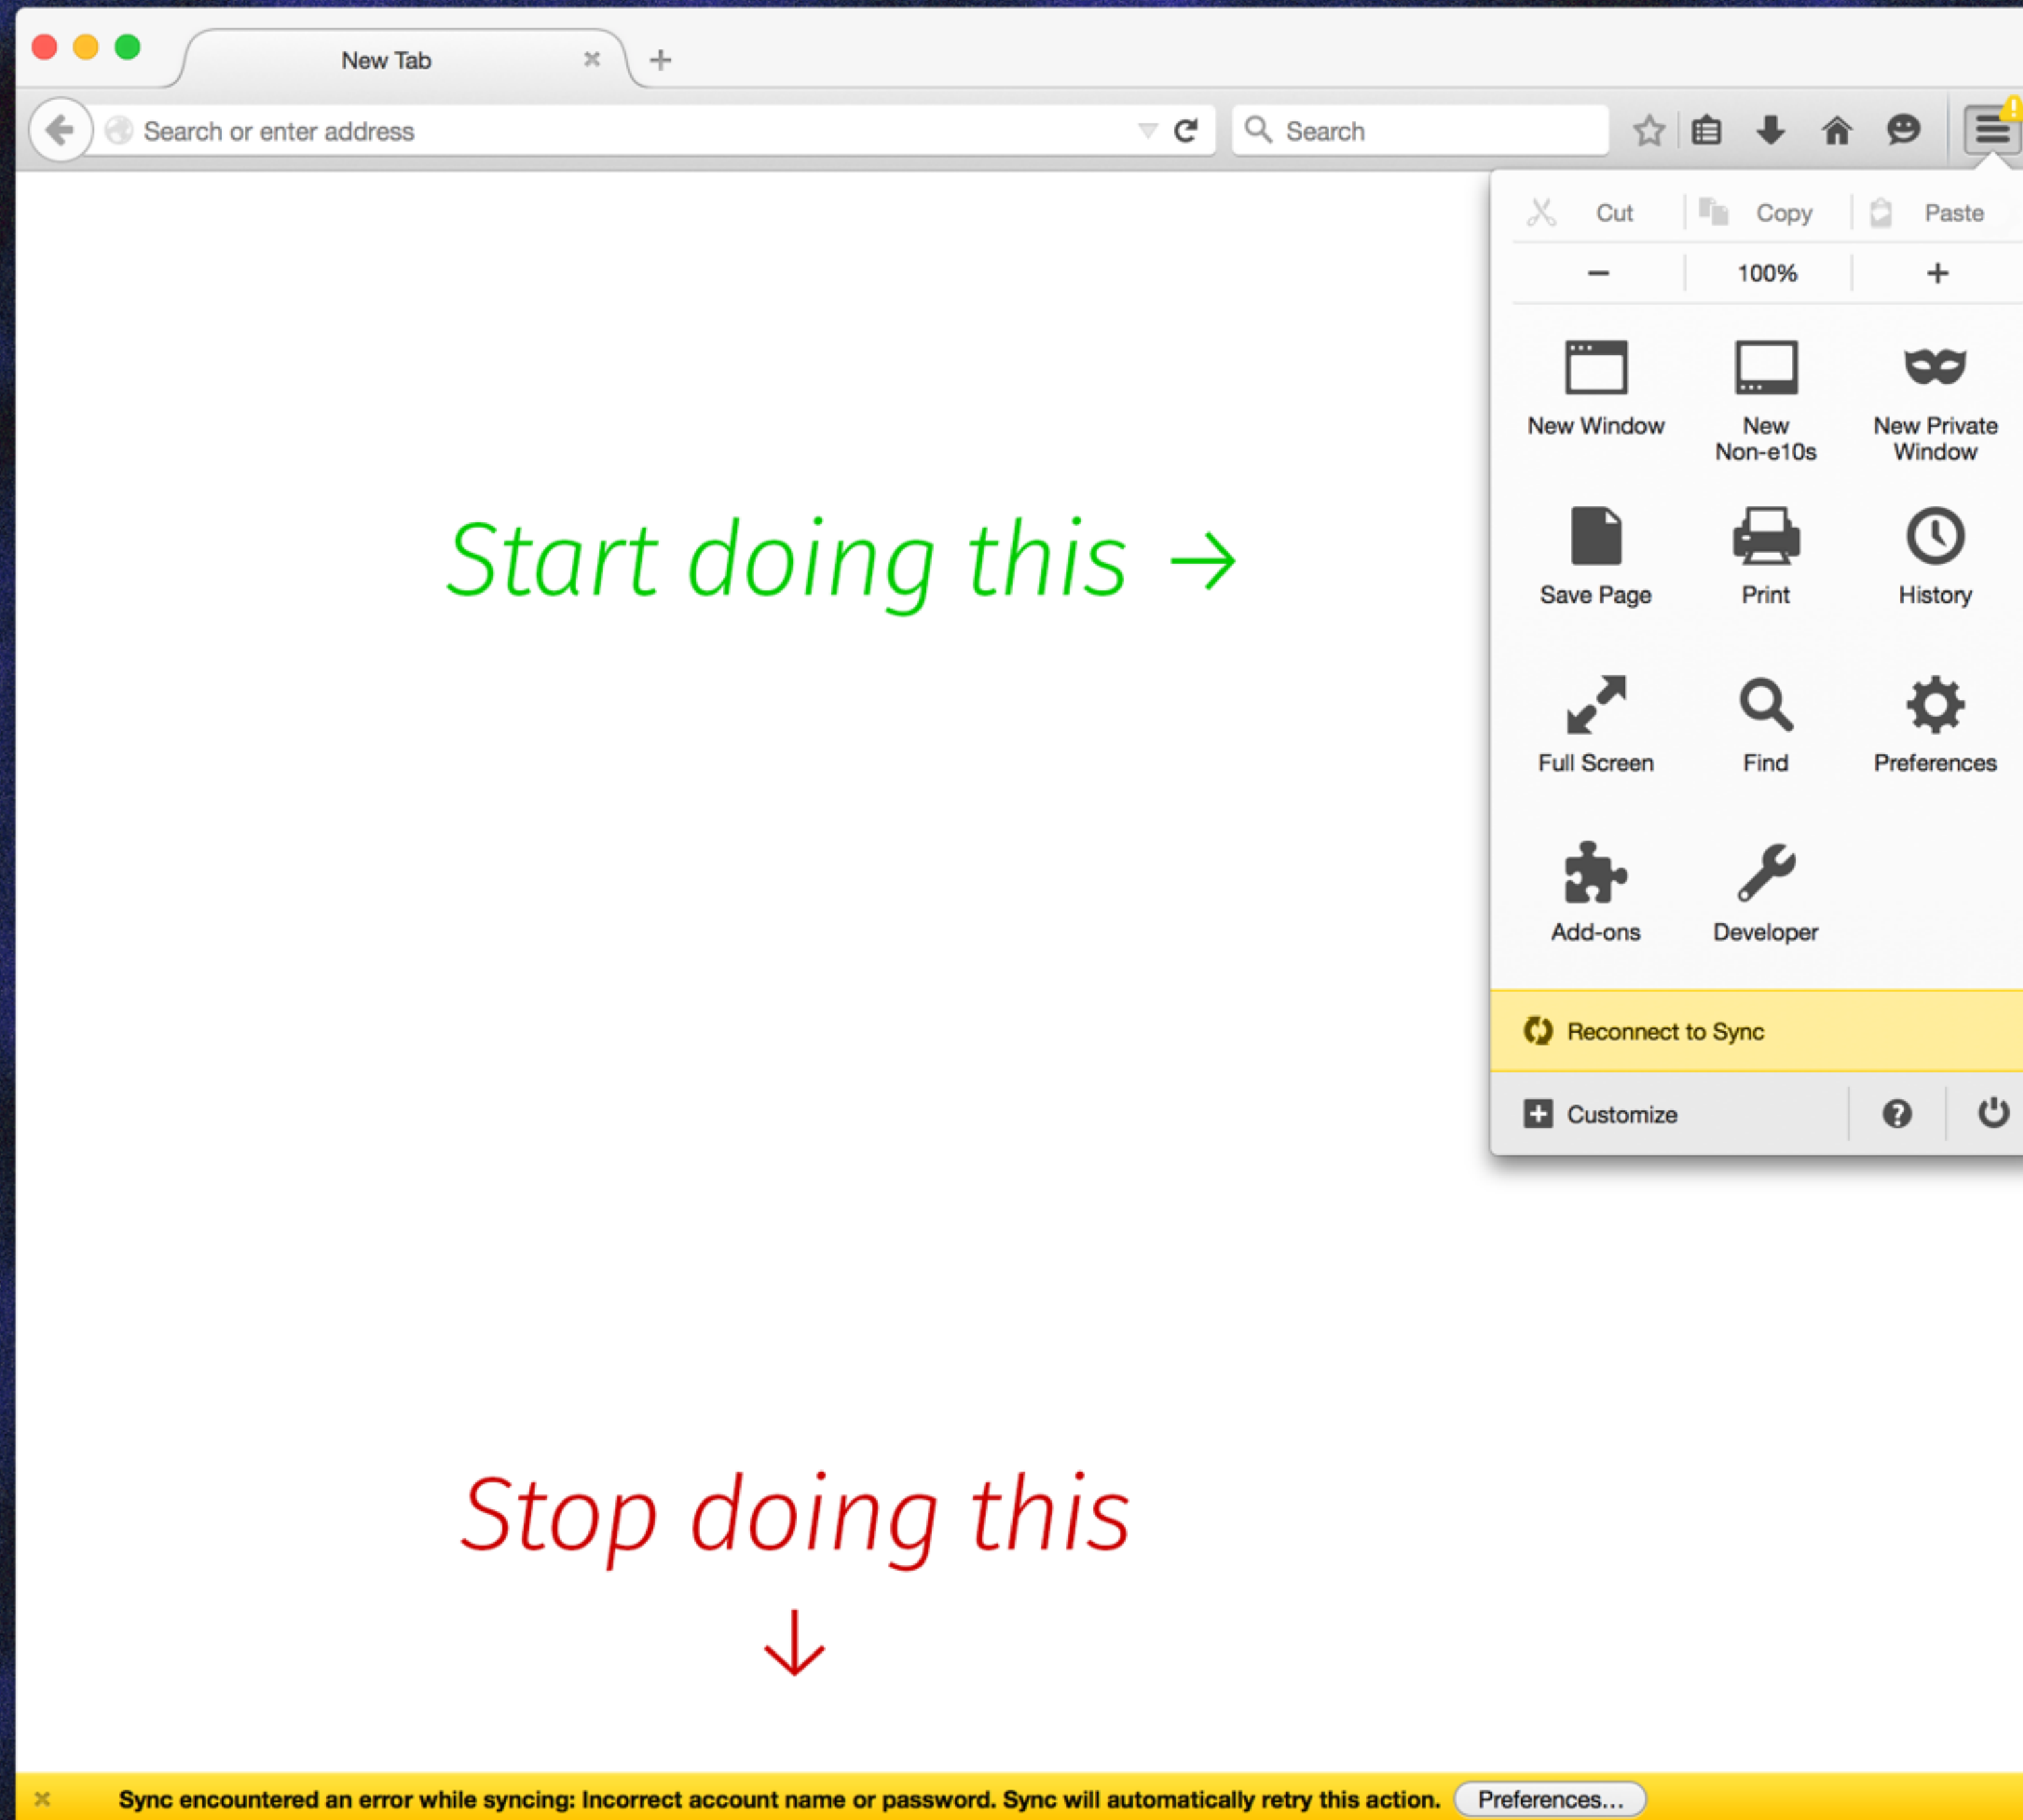 New Tab
Search or enter address
Search
Cut Copy Paste
100%
New Window
New
Non-e10s
New Private
Window
Save Page Print History
Start doing this →
Full Screen Find Preferences
Add-ons Developer
Reconnect to Sync
Customize
Stop doing this
↓
Sync encountered an error while syncing: Incorrect account name or password. Sync will automatically retry this action. Preferences...